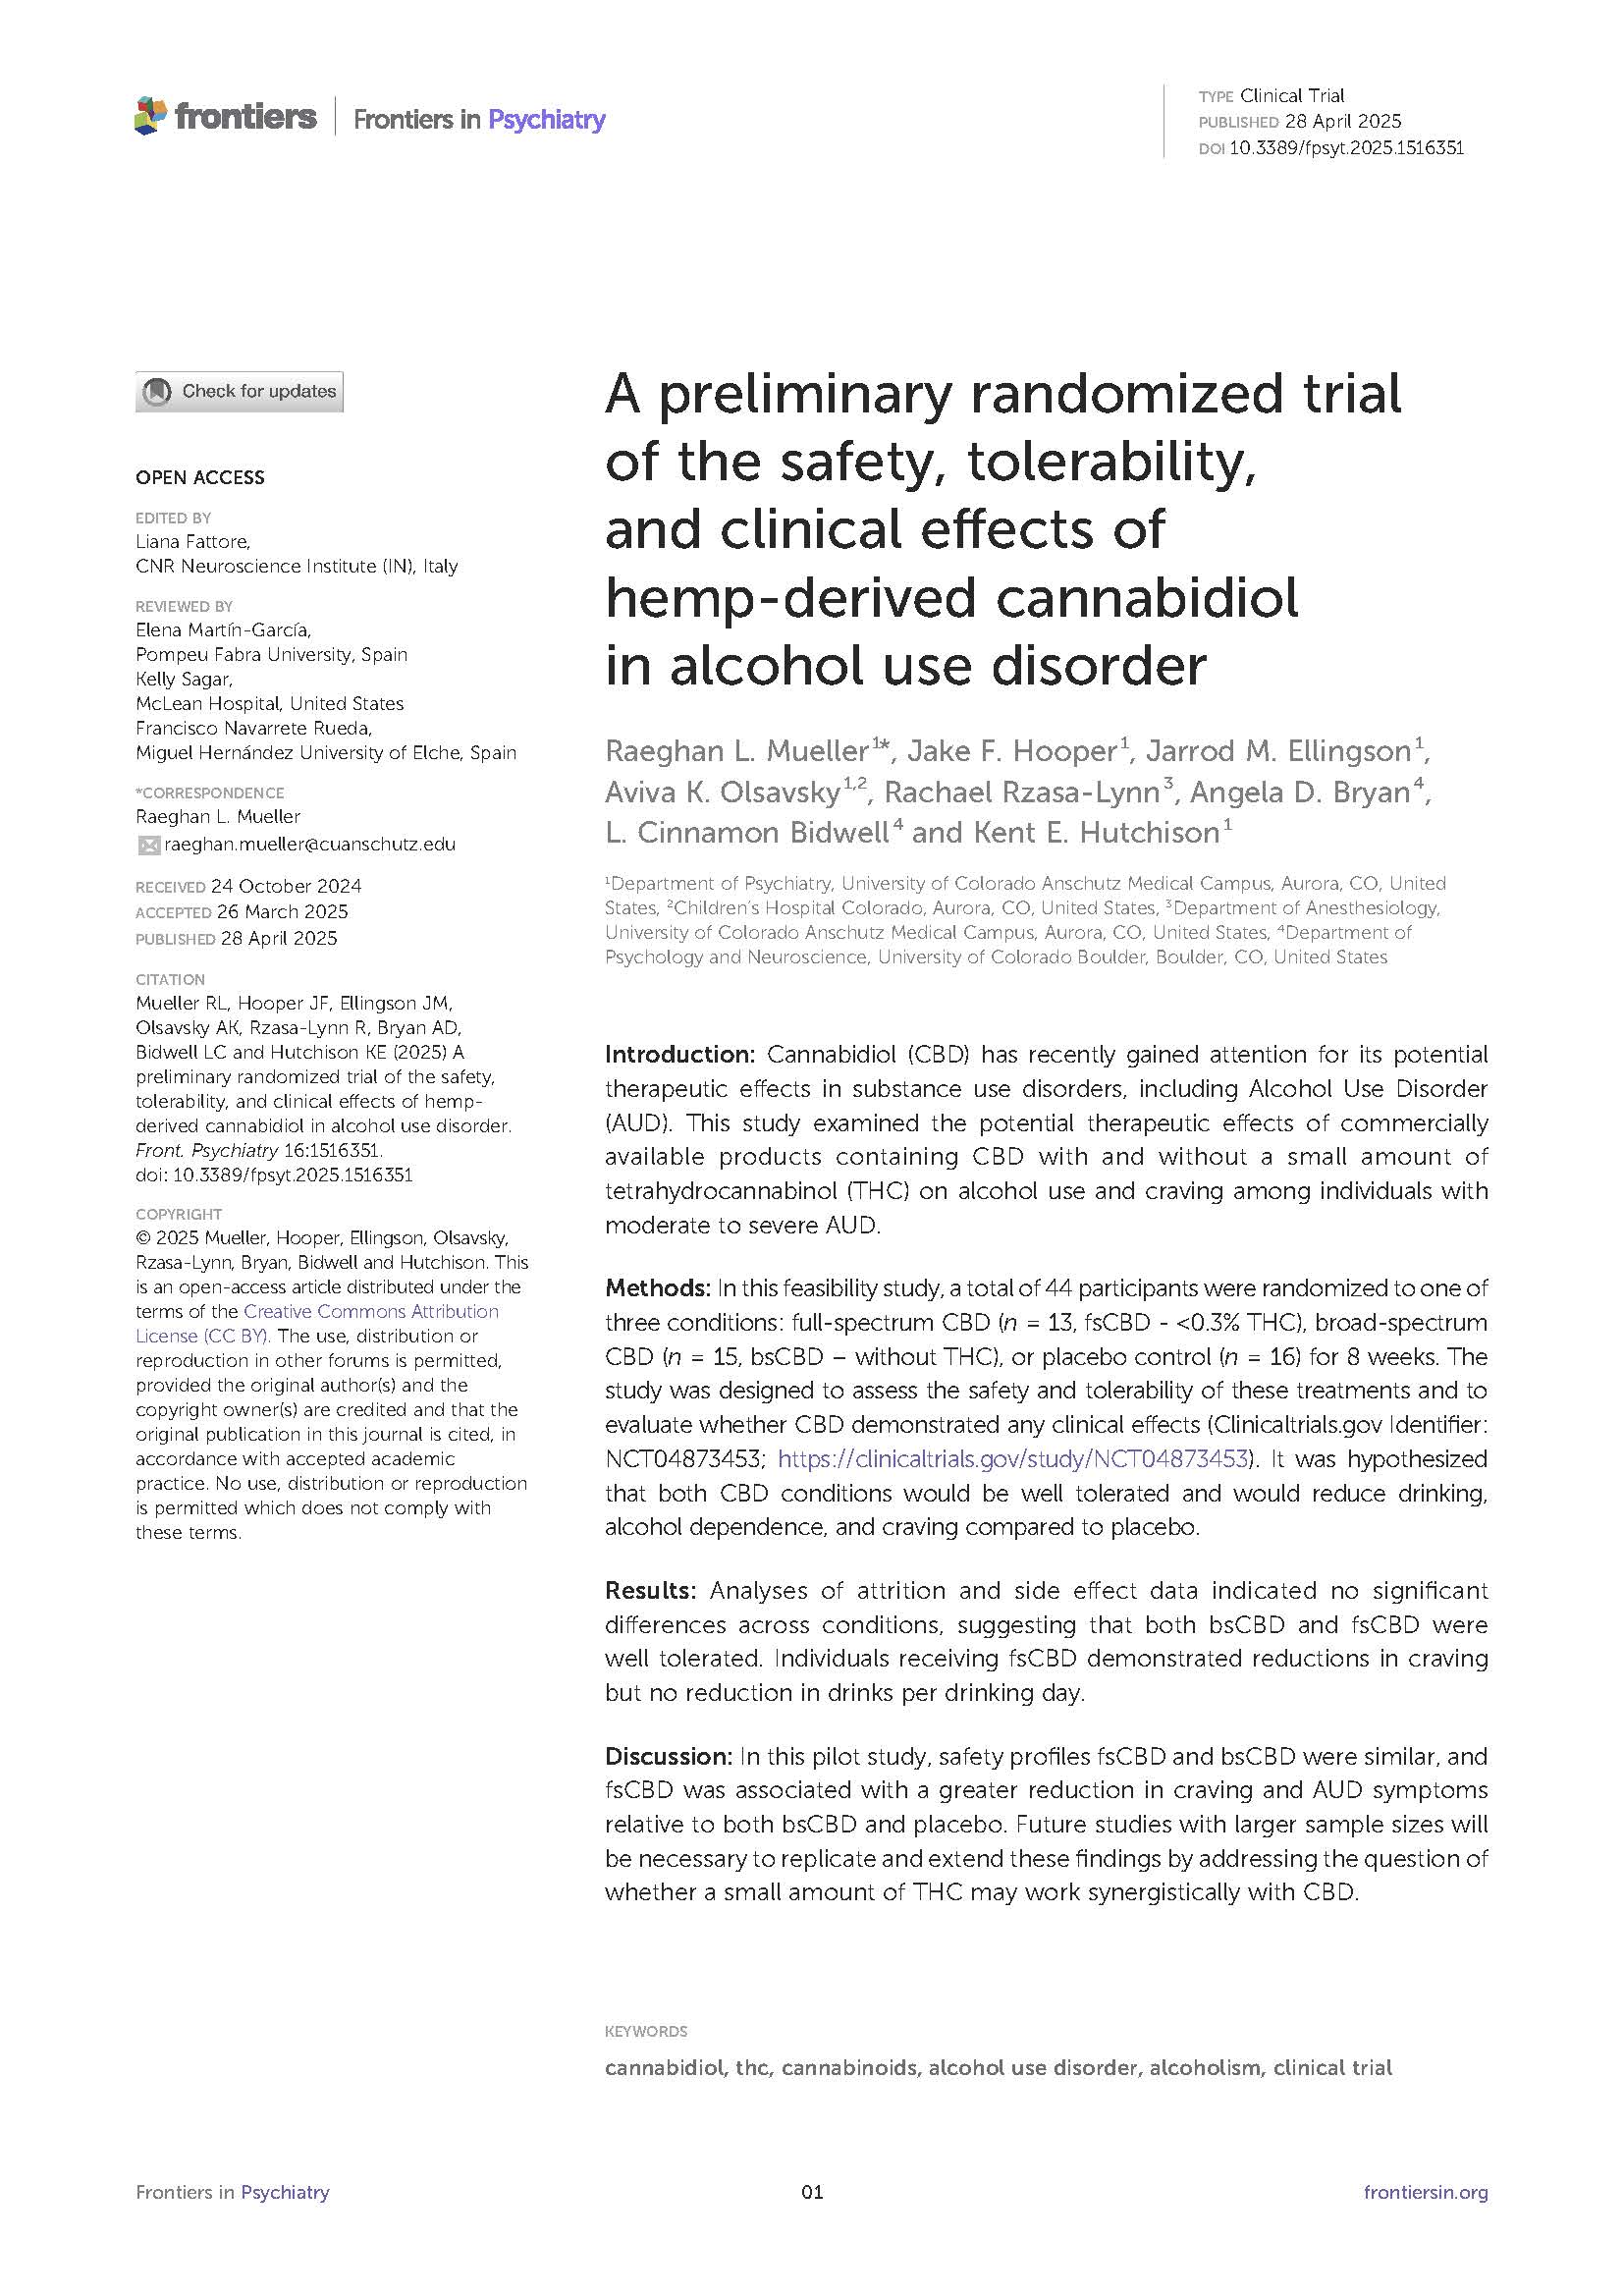 frontiers | Frontiers in Psychiatry
TYPE Clinical Trial
PUBLISHED 28 April 2025
DOI 10.3389/fpsyt.2025.1516351
Check for updates
OPEN ACCESS
EDITED BY
Liana Fattore,
CNR Neuroscience Institute (IN), Italy
REVIEWED BY
Elena Martín-García,
Pompeu Fabra University, Spain
Kelly Sagar,
McLean Hospital, United States
Francisco Navarrete Rueda,
Miguel Hernández University of Elche, Spain
*CORRESPONDENCE
Raeghan L. Mueller
raeghan.mueller@cuanschutz.edu
RECEIVED 24 October 2024
ACCEPTED 26 March 2025
PUBLISHED 28 April 2025
CITATION
Mueller RL, Hooper JF, Ellingson JM,
Olsavsky AK, Rzasa-Lynn R, Bryan AD,
Bidwell LC and Hutchison KE (2025) A
preliminary randomized trial of the safety,
tolerability, and clinical effects of hemp-
derived cannabidiol in alcohol use disorder.
Front. Psychiatry 16:1516351.
doi: 10.3389/fpsyt.2025.1516351
COPYRIGHT
© 2025 Mueller, Hooper, Ellingson, Olsavsky,
Rzasa-Lynn, Bryan, Bidwell and Hutchison. This
is an open-access article distributed under the
terms of the Creative Commons Attribution
License (CC BY). The use, distribution or
reproduction in other forums is permitted,
provided the original author(s) and the
copyright owner(s) are credited and that the
original publication in this journal is cited, in
accordance with accepted academic
practice. No use, distribution or reproduction
is permitted which does not comply with
these terms.
A preliminary randomized trial
of the safety, tolerability,
and clinical effects of
hemp-derived cannabidiol
in alcohol use disorder
Raeghan L. Mueller1*, Jake F. Hooper1, Jarrod M. Ellingson1,
Aviva K. Olsavsky1,2, Rachael Rzasa-Lynn3, Angela D. Bryan4,
L. Cinnamon Bidwell4 and Kent E. Hutchison1
1Department of Psychiatry, University of Colorado Anschutz Medical Campus, Aurora, CO, United
States, 2Children's Hospital Colorado, Aurora, CO, United States, 3Department of Anesthesiology,
University of Colorado Anschutz Medical Campus, Aurora, CO, United States, 4Department of
Psychology and Neuroscience, University of Colorado Boulder, Boulder, CO, United States
Introduction: Cannabidiol (CBD) has recently gained attention for its potential
therapeutic effects in substance use disorders, including Alcohol Use Disorder
(AUD). This study examined the potential therapeutic effects of commercially
available products containing CBD with and without a small amount of
tetrahydrocannabinol (THC) on alcohol use and craving among individuals with
moderate to severe AUD.
Methods: In this feasibility study, a total of 44 participants were randomized to one of
three conditions: full-spectrum CBD (n = 13, fsCBD - <0.3% THC), broad-spectrum
CBD (n = 15, bsCBD – without THC), or placebo control (n = 16) for 8 weeks. The
study was designed to assess the safety and tolerability of these treatments and to
evaluate whether CBD demonstrated any clinical effects (Clinicaltrials.gov Identifier:
NCT04873453; https://clinicaltrials.gov/study/NCT04873453). It was hypothesized
that both CBD conditions would be well tolerated and would reduce drinking,
alcohol dependence, and craving compared to placebo.
Results: Analyses of attrition and side effect data indicated no significant
differences across conditions, suggesting that both bsCBD and fsCBD were
well tolerated. Individuals receiving fsCBD demonstrated reductions in craving
but no reduction in drinks per drinking day.
Discussion: In this pilot study, safety profiles fsCBD and bsCBD were similar, and
fsCBD was associated with a greater reduction in craving and AUD symptoms
relative to both bsCBD and placebo. Future studies with larger sample sizes will
be necessary to replicate and extend these findings by addressing the question of
whether a small amount of THC may work synergistically with CBD.
KEYWORDS
cannabidiol, thc, cannabinoids, alcohol use disorder, alcoholism, clinical trial
Frontiers in Psychiatry
01
frontiersin.org